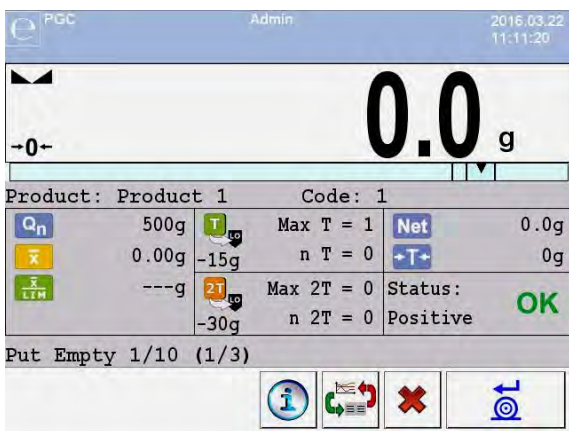 e PGC Admin 2016.03.22
11:11:20
0.0 g
→0←
Product: Product 1 Code: 1
Qn 500g T LO -15g Max T = 1 Net 0.0g
x̄ 0.00g n T = 0 →T← 0g
x̄ LIM ---g 2T LO -30g Max 2T = 0 Status: OK
n 2T = 0 Positive
Put Empty 1/10 (1/3)
i